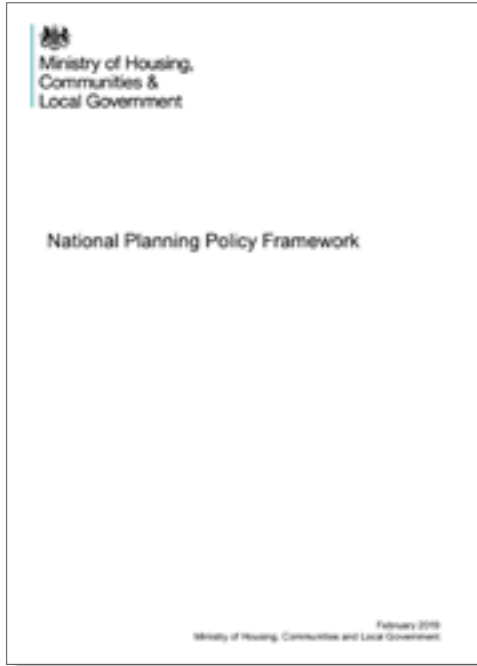 Ministry of Housing,
Communities &
Local Government
National Planning Policy Framework
February 2019
Ministry of Housing, Communities and Local Government